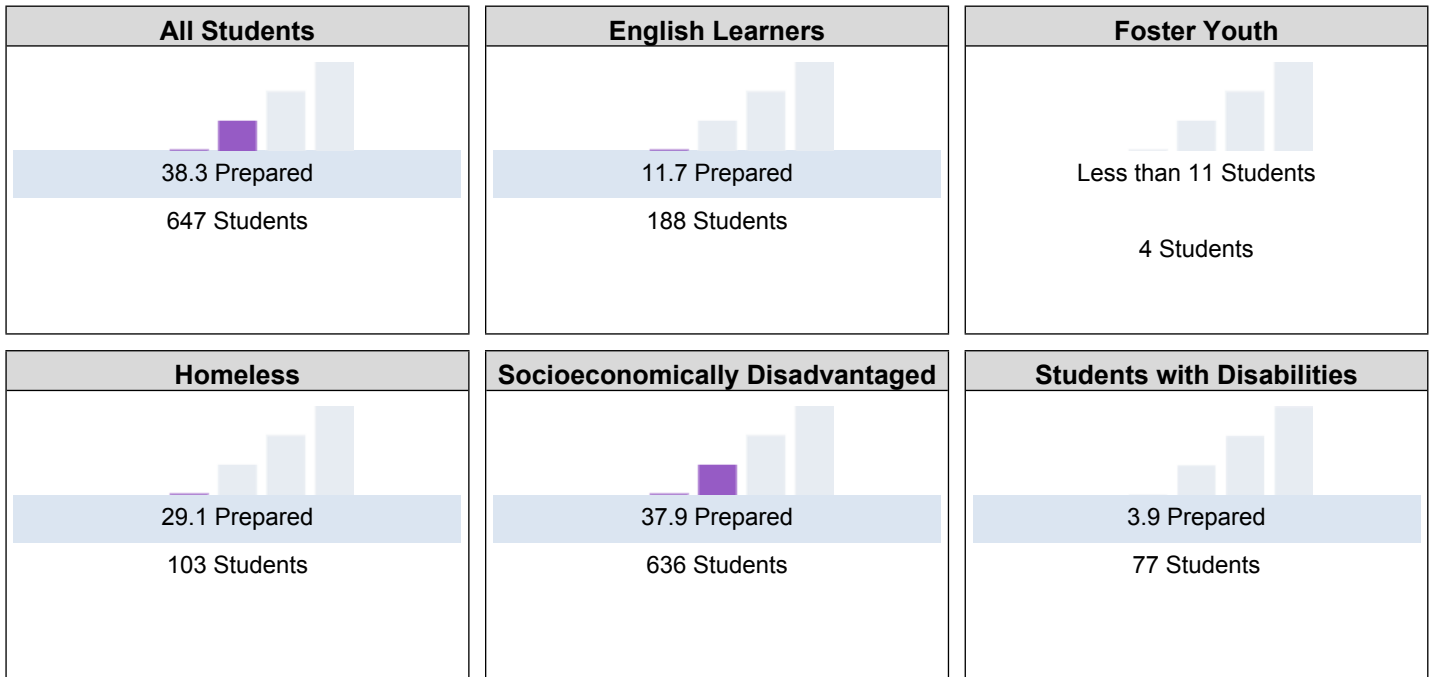 All Students
38.3 Prepared
647 Students
English Learners
11.7 Prepared
188 Students
Foster Youth
Less than 11 Students
4 Students
Homeless
29.1 Prepared
103 Students
Socioeconomically Disadvantaged
37.9 Prepared
636 Students
Students with Disabilities
3.9 Prepared
77 Students